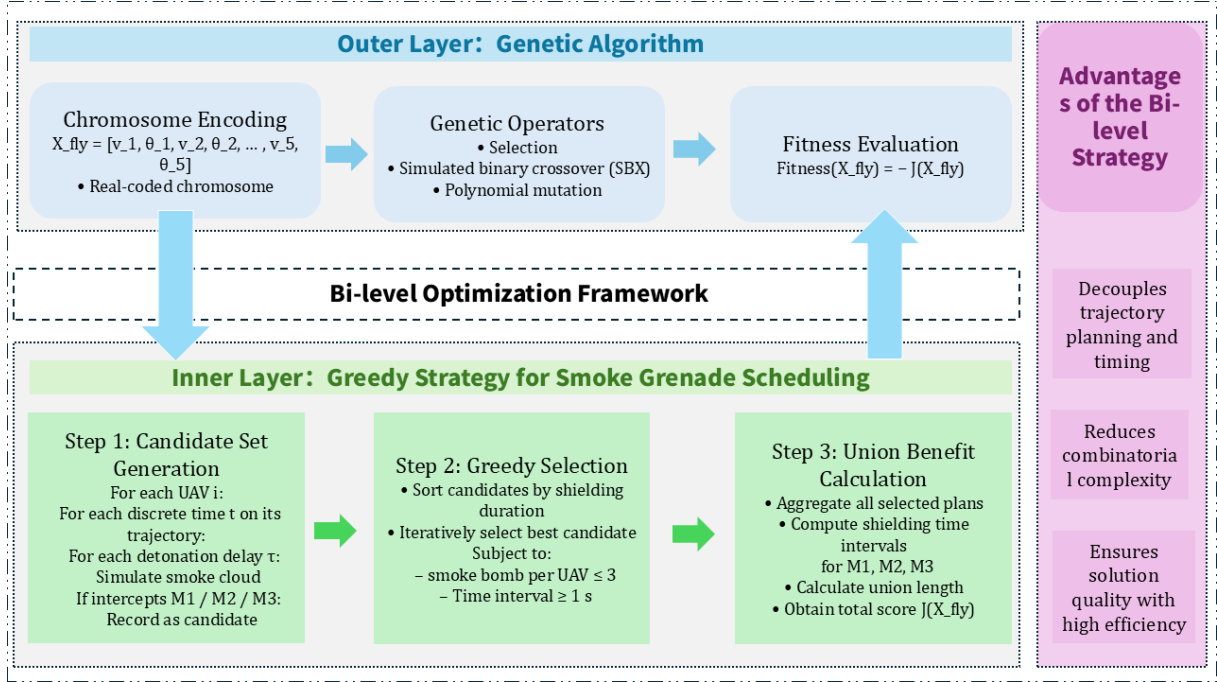 Outer Layer：Genetic Algorithm
Chromosome Encoding
X_fly = [v_1, θ_1, v_2, θ_2, ... , v_5,
θ_5]
• Real-coded chromosome
Genetic Operators
• Selection
• Simulated binary crossover (SBX)
• Polynomial mutation
Fitness Evaluation
Fitness(X_fly) = − J(X_fly)
Bi-level Optimization Framework
Inner Layer：Greedy Strategy for Smoke Grenade Scheduling
Step 1: Candidate Set
Generation
For each UAV i:
For each discrete time t on its
trajectory:
For each detonation delay τ:
Simulate smoke cloud
If intercepts M1 / M2 / M3:
Record as candidate
Step 2: Greedy Selection
• Sort candidates by shielding
duration
• Iteratively select best candidate
Subject to:
− smoke bomb per UAV ≤ 3
− Time interval ≥ 1 s
Step 3: Union Benefit
Calculation
• Aggregate all selected plans
• Compute shielding time
intervals
for M1, M2, M3
• Calculate union length
• Obtain total score J(X_fly)
Advantage
s of the Bi-
level
Strategy
Decouples
trajectory
planning and
timing
Reduces
combinatoria
l complexity
Ensures
solution
quality with
high efficiency